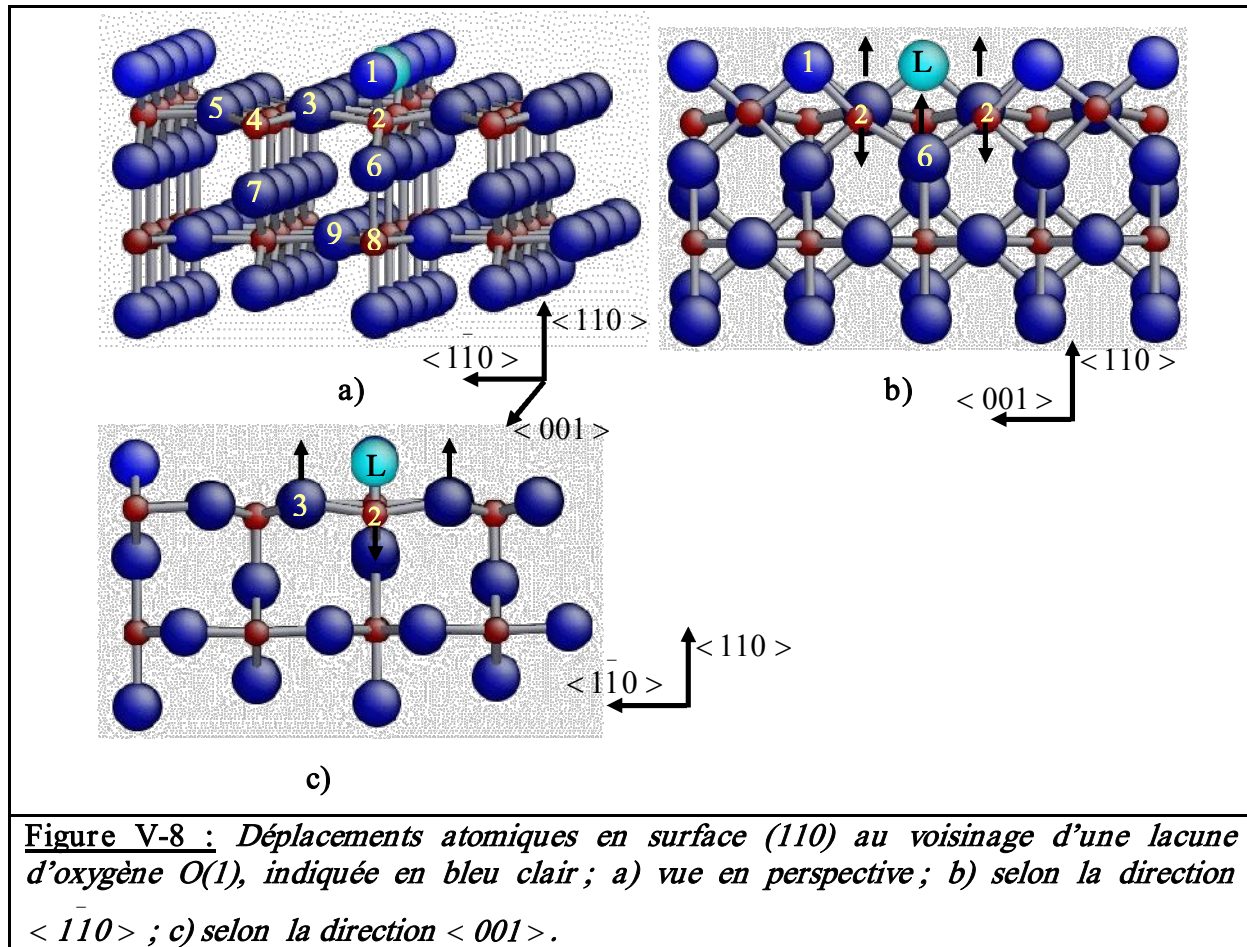 1
5
4
3
2
6
7
9
8
< 110 >
< 1̄10 >
< 001 >
a)
1
L
2
2
6
< 110 >
< 001 >
b)
L
3
2
< 110 >
< 1̄10 >
c)
Figure V-8 : Déplacements atomiques en surface (110) au voisinage d'une lacune
d'oxygène O(1), indiquée en bleu clair ; a) vue en perspective ; b) selon la direction
< 1̄10 > ; c) selon la direction < 001 >.